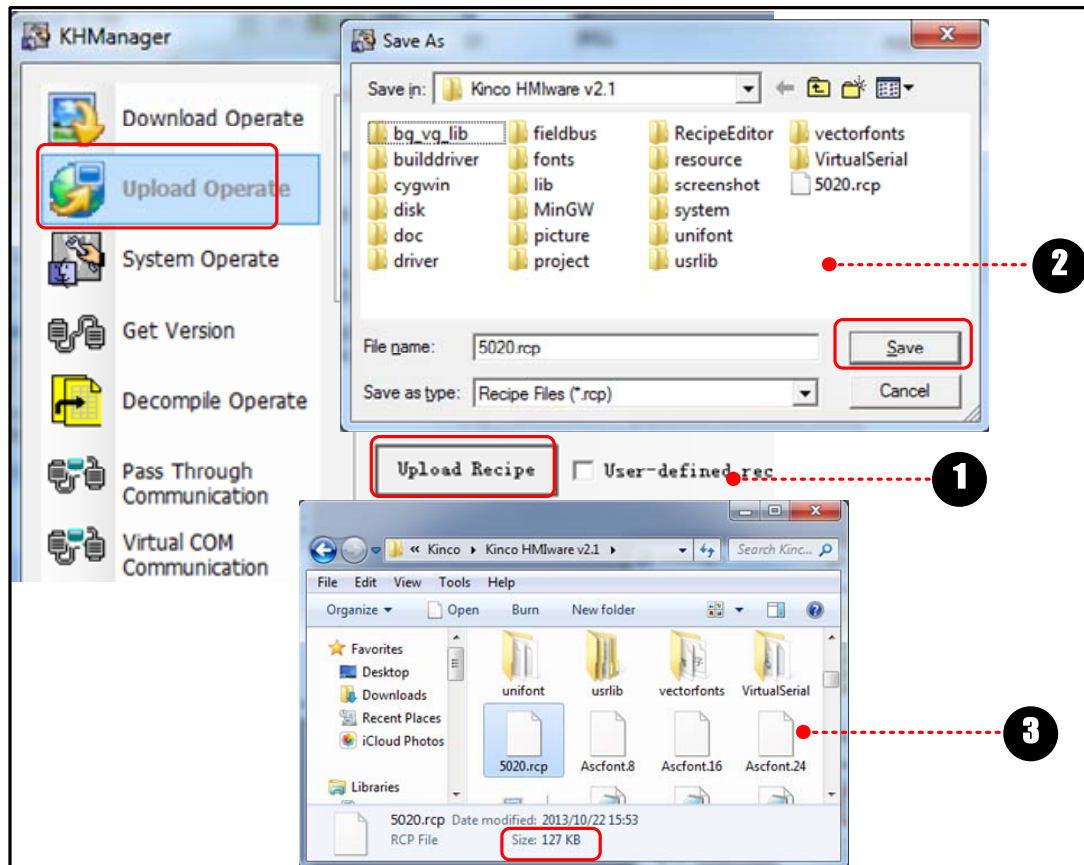 KHManager
Download Operate
Upload Operate
System Operate
Get Version
Decompile Operate
Pass Through
Communication
Virtual COM
Communication
Save As
Save in: Kinco HMIware v2.1
bg_vg_lib fieldbus RecipeEditor vectorfonts
builddriver fonts resource VirtualSerial
cygwin lib screenshot 5020.rcp
disk MinGW system
doc picture unifont
driver project usrlib
2
File name: 5020.rcp Save
Save as type: Recipe Files (*.rcp) Cancel
Upload Recipe User-defined rec
1
« Kinco Kinco HMIware v2.1 Search Kinc...
File Edit View Tools Help
Organize Open Burn New folder
Favorites
Desktop
Downloads
Recent Places
iCloud Photos
Libraries
unifont usrlib vectorfonts VirtualSerial
5020.rcp Ascfont.8 Ascfont.16 Ascfont.24
3
5020.rcp Date modified: 2013/10/22 15:53
RCP File Size: 127 KB